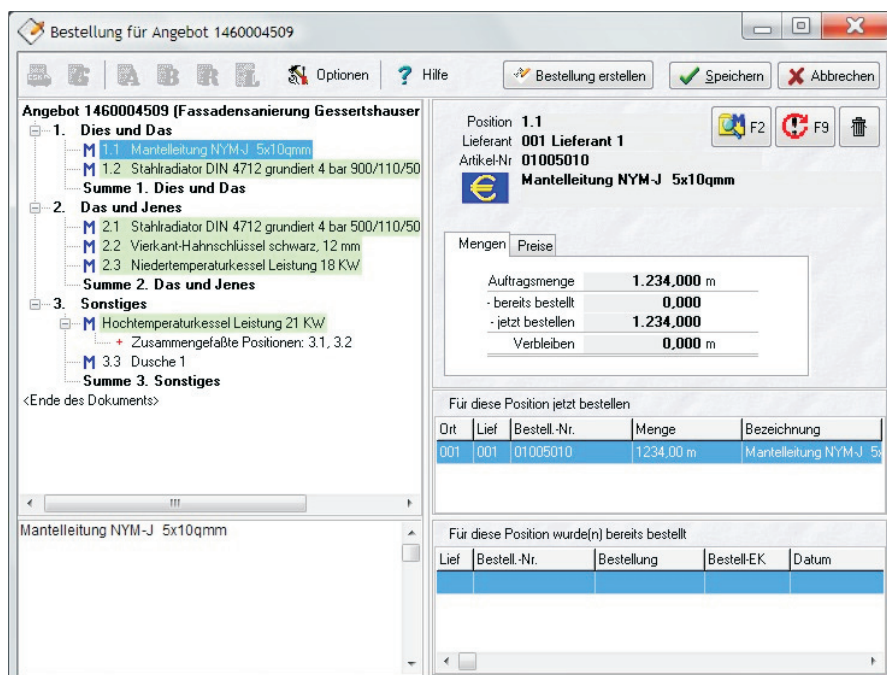 Bestellung für Angebot 1460004509
Optionen
? Hilfe
Bestellung erstellen
Speichern
Abbrechen
Angebot 1460004509 (Fassadensanierung Gessertshauser
1. Dies und Das
M 1.1 Mantelleitung NYM-J 5x10qmm
M 1.2 Stahlradiator DIN 4712 grundiert 4 bar 900/110/50
Summe 1. Dies und Das
2. Das und Jenes
M 2.1 Stahlradiator DIN 4712 grundiert 4 bar 500/110/50
M 2.2 Vierkant-Hahnschlüssel schwarz, 12 mm
M 2.3 Niedertemperaturkessel Leistung 18 KW
Summe 2. Das und Jenes
3. Sonstiges
M Hochtemperaturkessel Leistung 21 KW
+ Zusammengefaßte Positionen: 3.1, 3.2
M 3.3 Dusche 1
Summe 3. Sonstiges
<Ende des Dokuments>
Mantelleitung NYM-J 5x10qmm
Position 1.1
Lieferant 001 Lieferant 1
Artikel-Nr 01005010
€ Mantelleitung NYM-J 5x10qmm
F2
F9
Mengen Preise
Auftragsmenge 1.234,000 m
- bereits bestellt 0,000
- jetzt bestellen 1.234,000
Verbleiben 0,000 m
Für diese Position jetzt bestellen
Ort Lief Bestell.-Nr. Menge Bezeichnung
001 001 01005010 1234,00 m Mantelleitung NYM-J 5x
Für diese Position wurde(n) bereits bestellt
Lief Bestell.-Nr. Bestellung Bestell-EK Datum